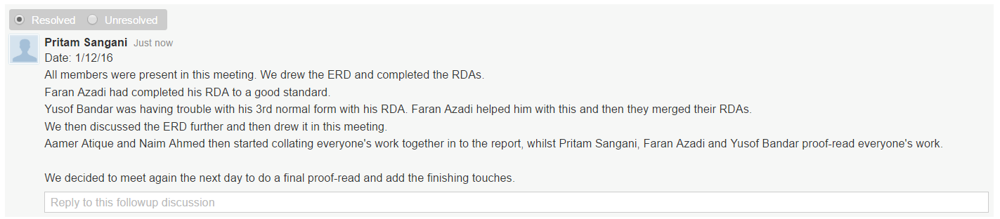 Resolved Unresolved
Pritam Sangani Just now
Date: 1/12/16
All members were present in this meeting. We drew the ERD and completed the RDAs.
Faran Azadi had completed his RDA to a good standard.
Yusof Bandar was having trouble with his 3rd normal form with his RDA. Faran Azadi helped him with this and then they merged their RDAs.
We then discussed the ERD further and then drew it in this meeting.
Aamer Atique and Naim Ahmed then started collating everyone's work together in to the report, whilst Pritam Sangani, Faran Azadi and Yusof Bandar proof-read everyone's work.
We decided to meet again the next day to do a final proof-read and add the finishing touches.
Reply to this followup discussion